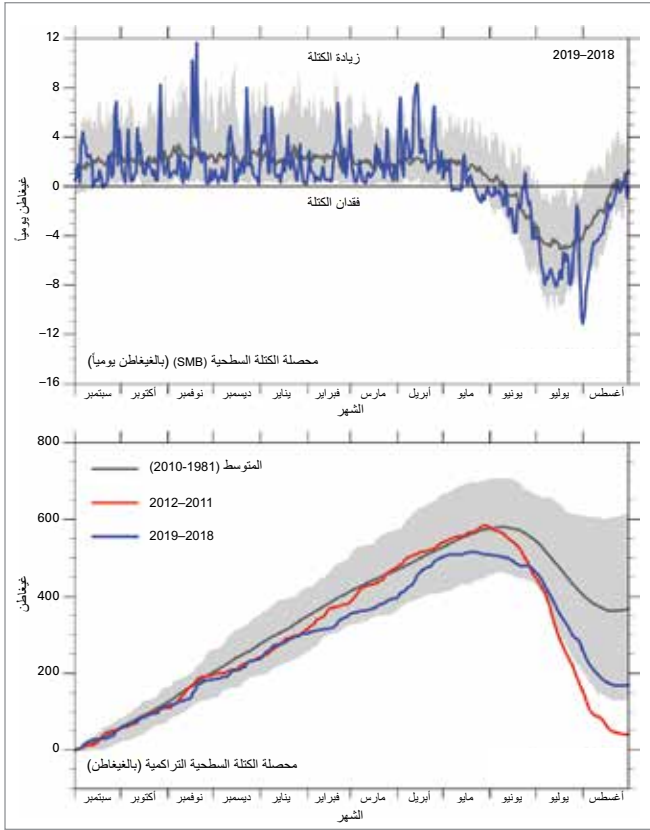 12
8
4
0
−4
−8
−12
−16
غيغاطن يومياً
زيادة الكتلة
2019–2018
فقدان الكتلة
محصلة الكتلة السطحية (SMB) (بالغيغاطن يومياً)
سبتمبر أكتوبر نوفمبر ديسمبر يناير فبراير مارس أبريل مايو يونيو يوليو أغسطس
الشهر
800
600
400
200
0
غيغاطن
المتوسط (1981-2010)
2012–2011
2019–2018
محصلة الكتلة السطحية التراكمية (بالغيغاطن)
سبتمبر أكتوبر نوفمبر ديسمبر يناير فبراير مارس أبريل مايو يونيو يوليو أغسطس
الشهر